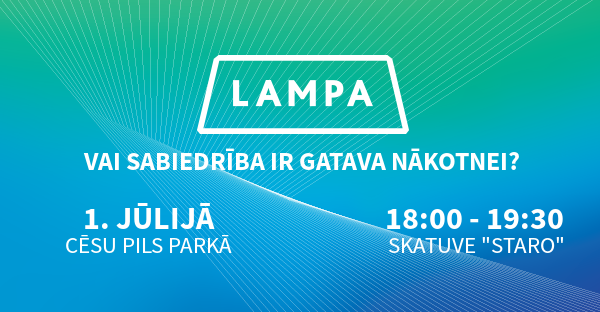 LAMPA
VAI SABIEDRĪBA IR GATAVA NĀKOTNEI?
1. JŪLIJĀ
CĒSU PILS PARKĀ
18:00 - 19:30
SKATUVE "STARO"